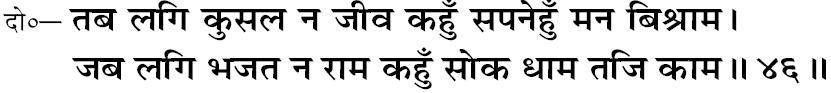 दो०— तब लगि कुसल न जीव कहुँ सपनेहुँ मन बिश्राम।
जब लगि भजत न राम कहुँ सोक धाम तजि काम॥ ४६ ॥